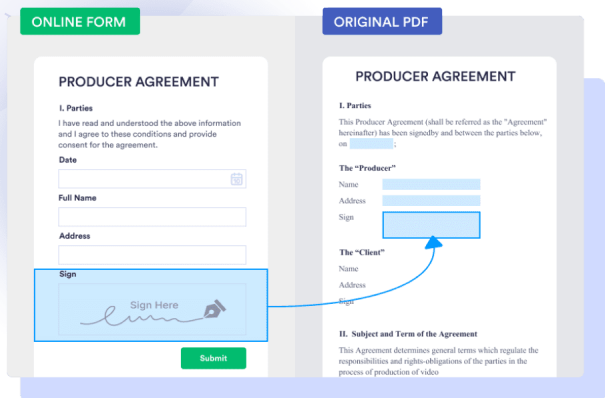 ONLINE FORM
PRODUCER AGREEMENT
I. Parties
I have read and understood the above information
and I agree to these conditions and provide
consent for the agreement.
Date
Full Name
Address
Sign
Sign Here
Submit
ORIGINAL PDF
PRODUCER AGREEMENT
I. Parties
This Producer Agreement (shall be referred as the "Agreement"
hereinafter) has been signedby and between the parties below,
on ;
The “Producer”
Name
Address
Sign
The “Client”
Name
Address
Sign
II. Subject and Term of the Agreement
This Agreement determines general terms which regulate the
responsibilities and rights-obligations of the parties in the
process of production of video